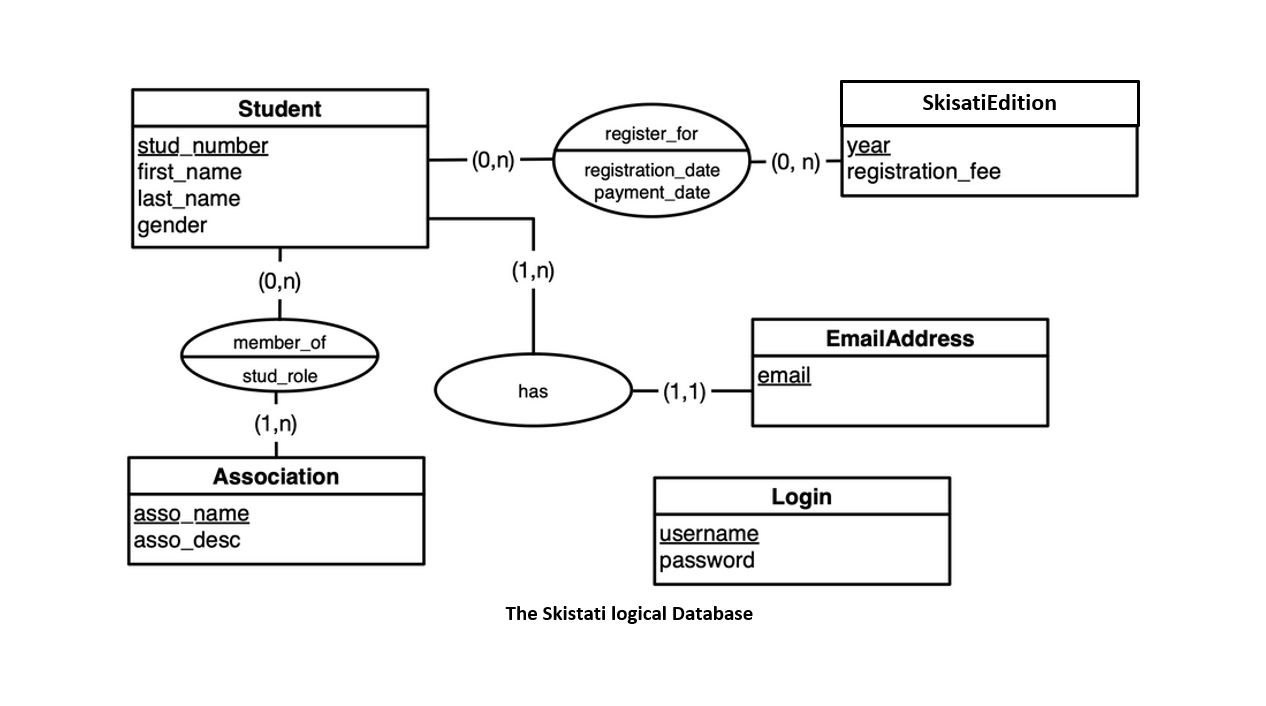 Student
stud_number
first_name
last_name
gender
(0,n)
register_for
registration_date
payment_date
(0, n)
SkisatiEdition
year
registration_fee
(0,n)
member_of
stud_role
(1,n)
Association
asso_name
asso_desc
(1,n)
has
(1,1)
EmailAddress
email
Login
username
password
The Skistati logical Database